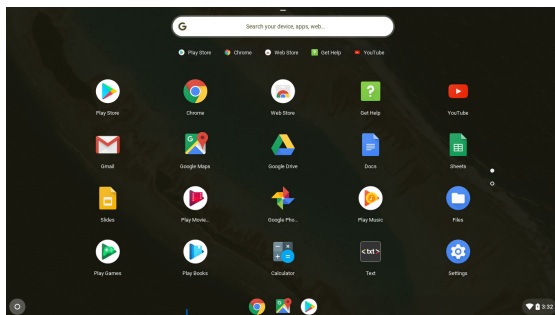 Search your device, apps, web...
Play Store Chrome Web Store Get Help YouTube
Play Store Chrome Web Store Get Help YouTube
Gmail Google Maps Google Drive Docs Sheets
Slides Play Movie... Google Pho... Play Music Files
<txt>
Play Games Play Books Calculator Text Settings
3:32